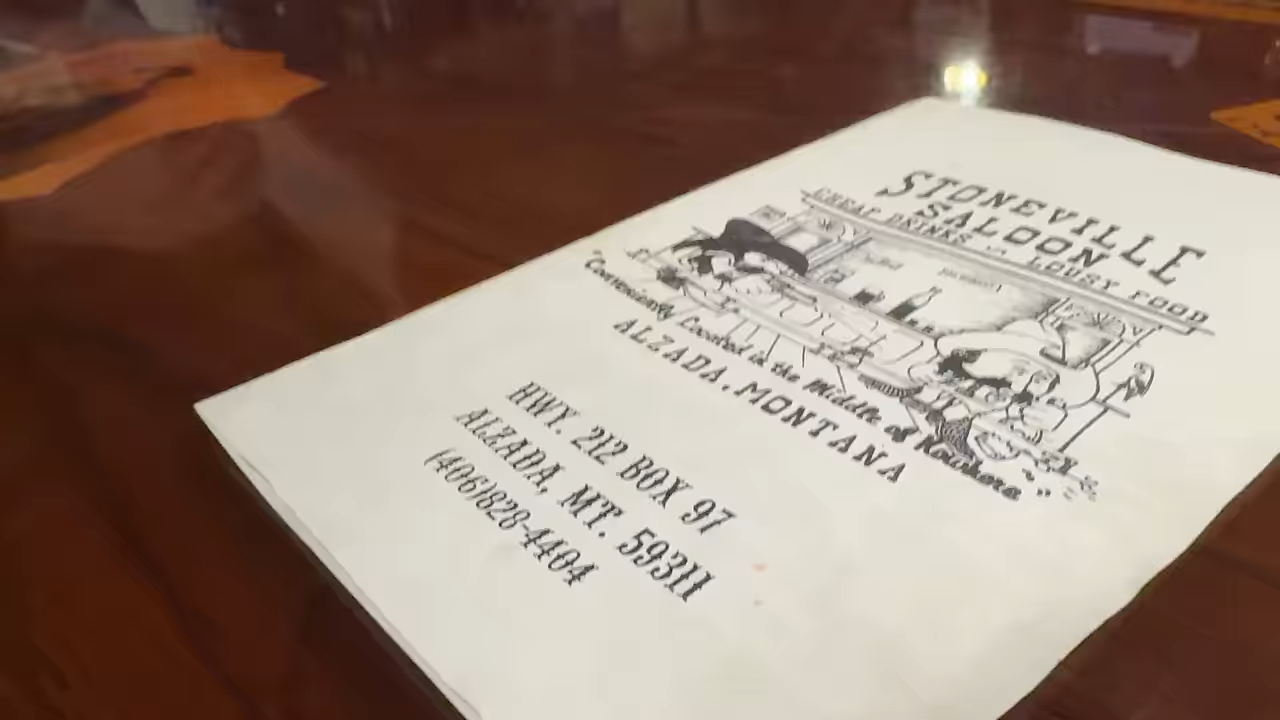 STONEVILLE
SALOON
CHEAP DRINKS LOUSY FOOD
"Conveniently Located in the Middle of Nowhere"
ALZADA, MONTANA
HWY. 212 BOX 97
ALZADA, MT. 59311
(406)828-4404